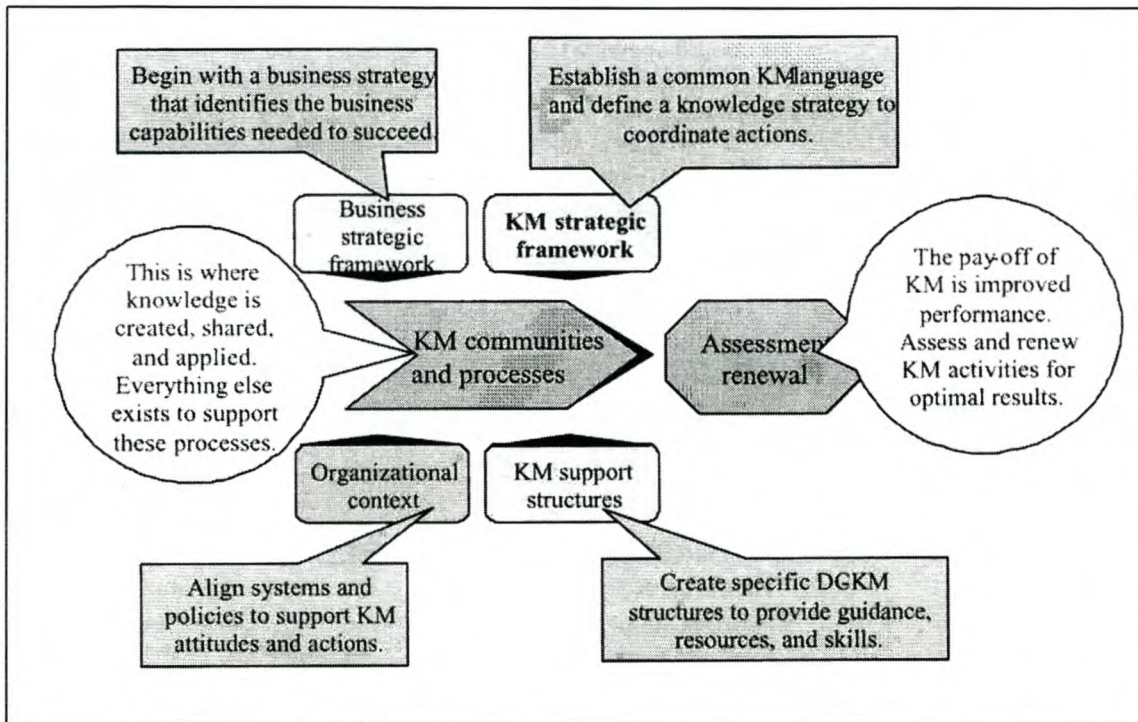 Begin with a business strategy
that identifies the business
capabilities needed to succeed.
Establish a common KMlanguage
and define a knowledge strategy to
coordinate actions.
Business
strategic
framework
KM strategic
framework
This is where
knowledge is
created, shared,
and applied.
Everything else
exists to support
these processes.
KM communities
and processes
Assessment
renewal
The pay-off of
KM is improved
performance.
Assess and renew
KM activities for
optimal results.
Organizational
context
KM support
structures
Align systems and
policies to support KM
attitudes and actions.
Create specific DGKM
structures to provide guidance,
resources, and skills.